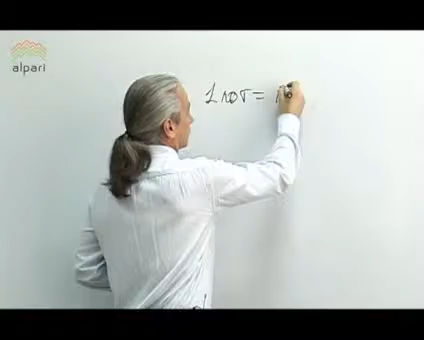 alpari
1 лот =